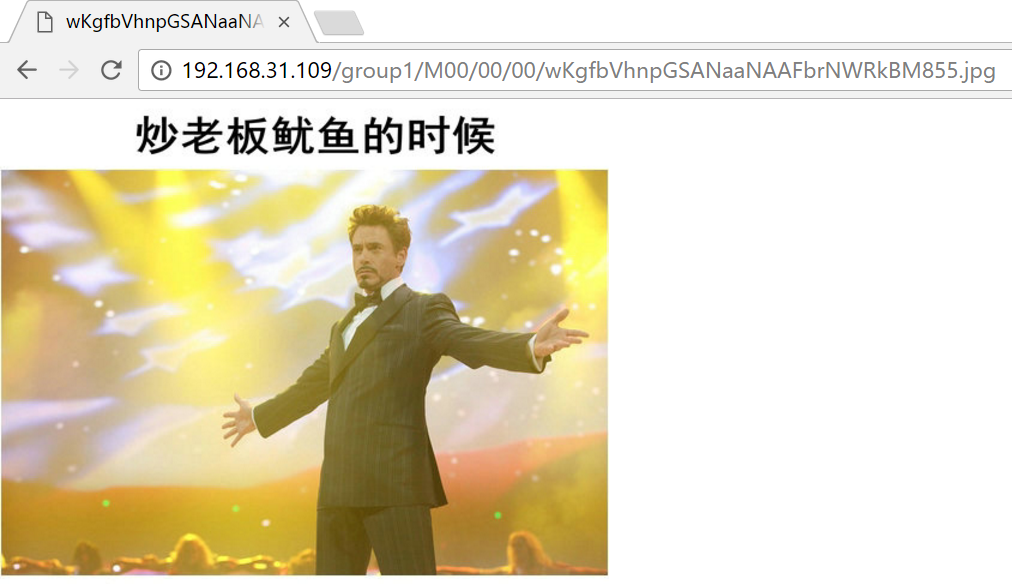 wKgfbVhnpGSANaaNA
192.168.31.109/group1/M00/00/00/wKgfbVhnpGSANaaNAAFbrNWRkBM855.jpg
炒老板鱿鱼的时候